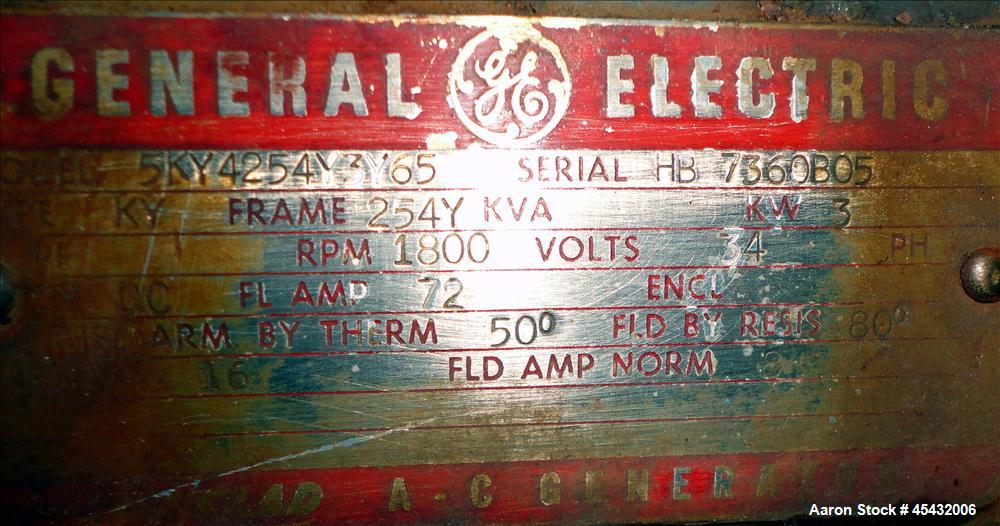 GENERAL GE ELECTRIC
5KY4254Y3Y65 SERIAL HB 7360B05
KY FRAME 254Y KVA KW 3
RPM 1800 VOLTS 34 PH
DC FL AMP 72 ENCL
ARM. BY THERM 50° FLD BY RESIS 80°
16 FLD AMP NORM
A-C GENERATOR
Aaron Stock # 45432006